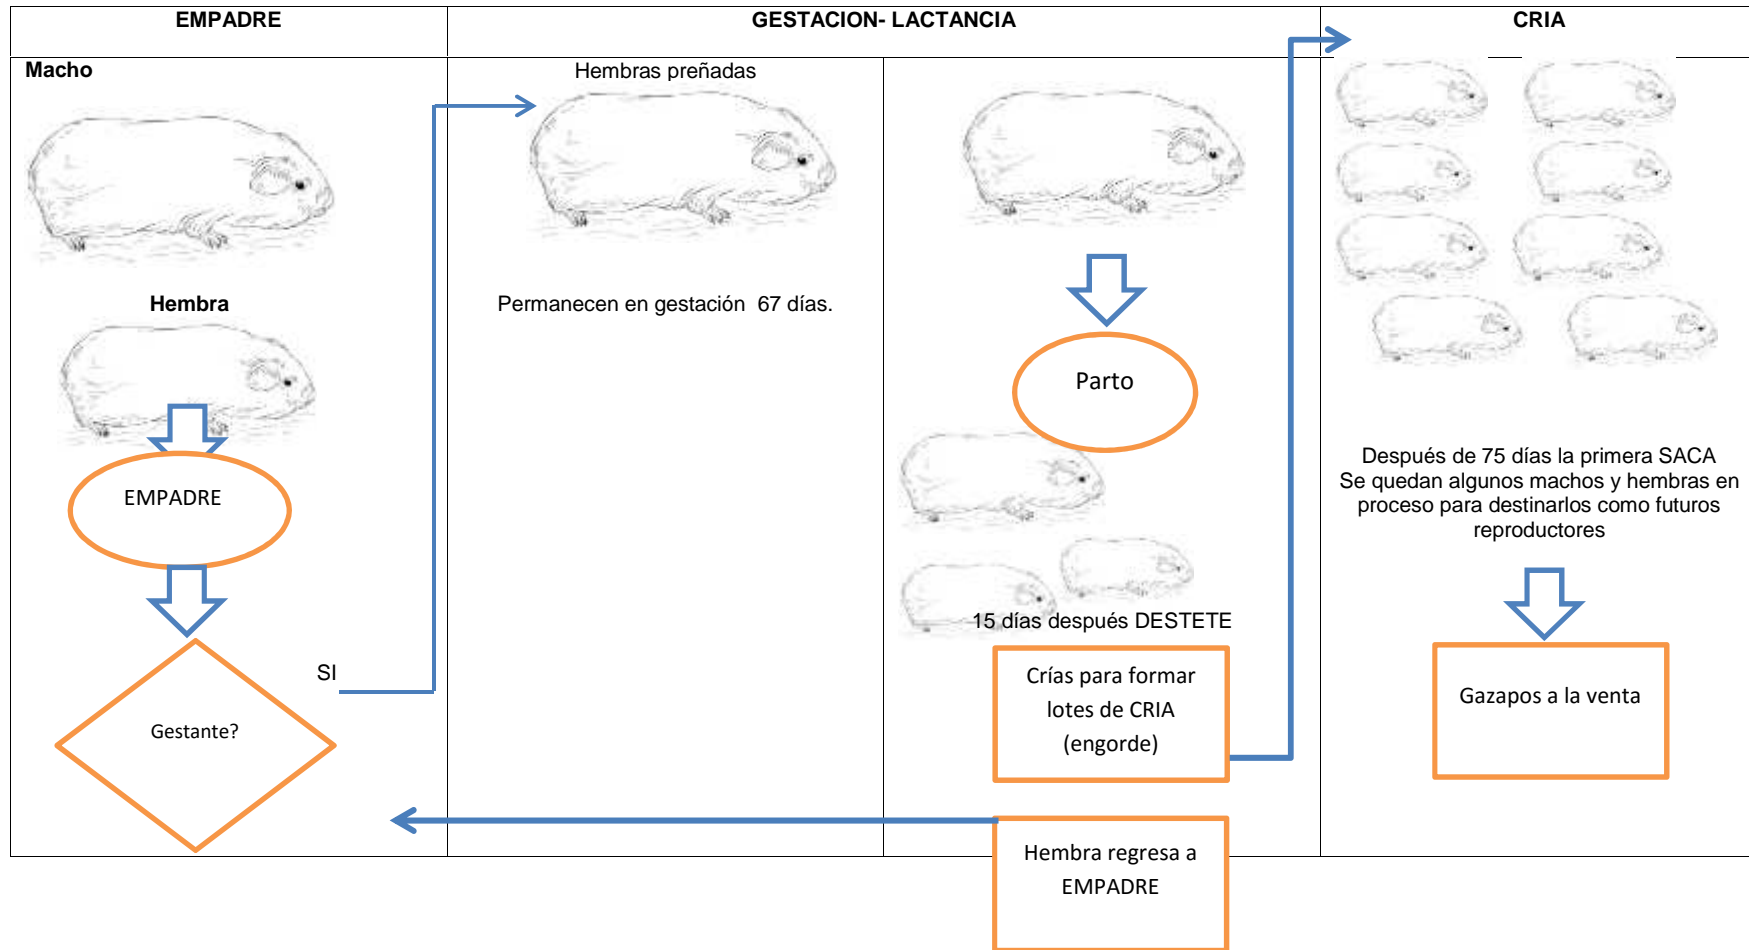 EMPADRE
GESTACION- LACTANCIA
CRIA
Macho
Hembra
EMPADRE
Gestante?
SI
Hembras preñadas
Permanecen en gestación  67 días.
Parto
15 días después DESTETE
Crías para formar
lotes de CRIA
(engorde)
Hembra regresa a
EMPADRE
Después de 75 días la primera SACA
Se quedan algunos machos y hembras en
proceso para destinarlos como futuros
reproductores
Gazapos a la venta